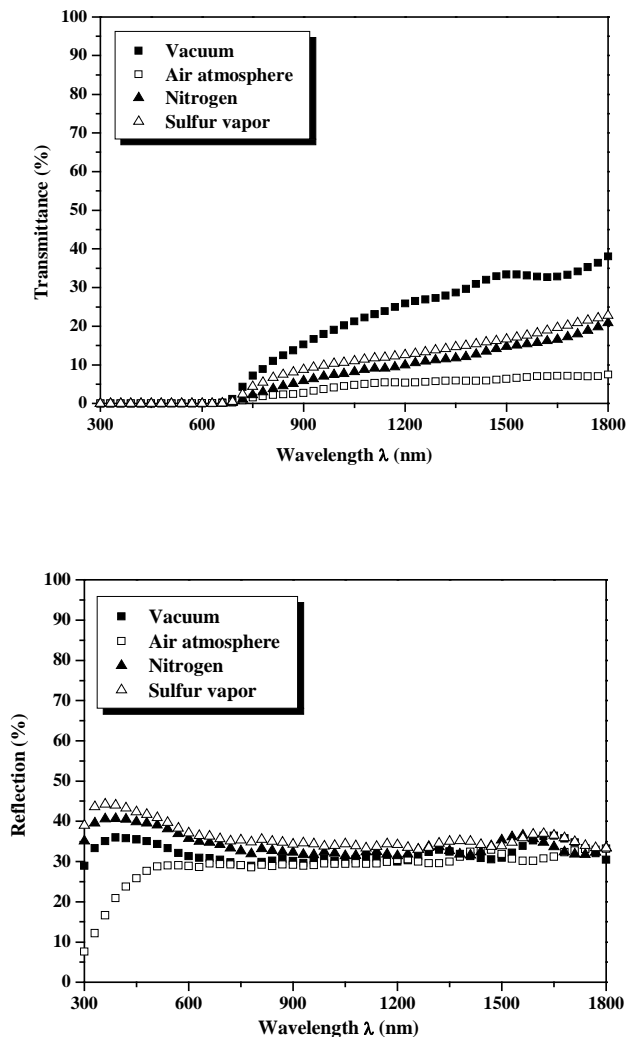 100
90
80
70
60
50
40
30
20
10
0
Transmittance (%)
Vacuum
Air atmosphere
Nitrogen
Sulfur vapor
300 600 900 1200 1500 1800
Wavelength λ (nm)
100
90
80
70
60
50
40
30
20
10
0
Reflection (%)
Vacuum
Air atmosphere
Nitrogen
Sulfur vapor
300 600 900 1200 1500 1800
Wavelength λ (nm)